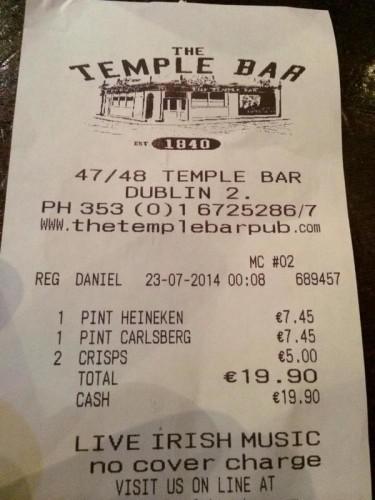 THE
TEMPLE BAR
EST 1840
47/48 TEMPLE BAR
DUBLIN 2.
PH 353 (0)1 6725286/7
www.thetemplebarpub.com
MC #02
REG DANIEL 23-07-2014 00:08 689457
1 PINT HEINEKEN €7.45
1 PINT CARLSBERG €7.45
2 CRISPS €5.00
TOTAL €19.90
CASH €19.90
LIVE IRISH MUSIC
no cover charge
VISIT US ON LINE AT